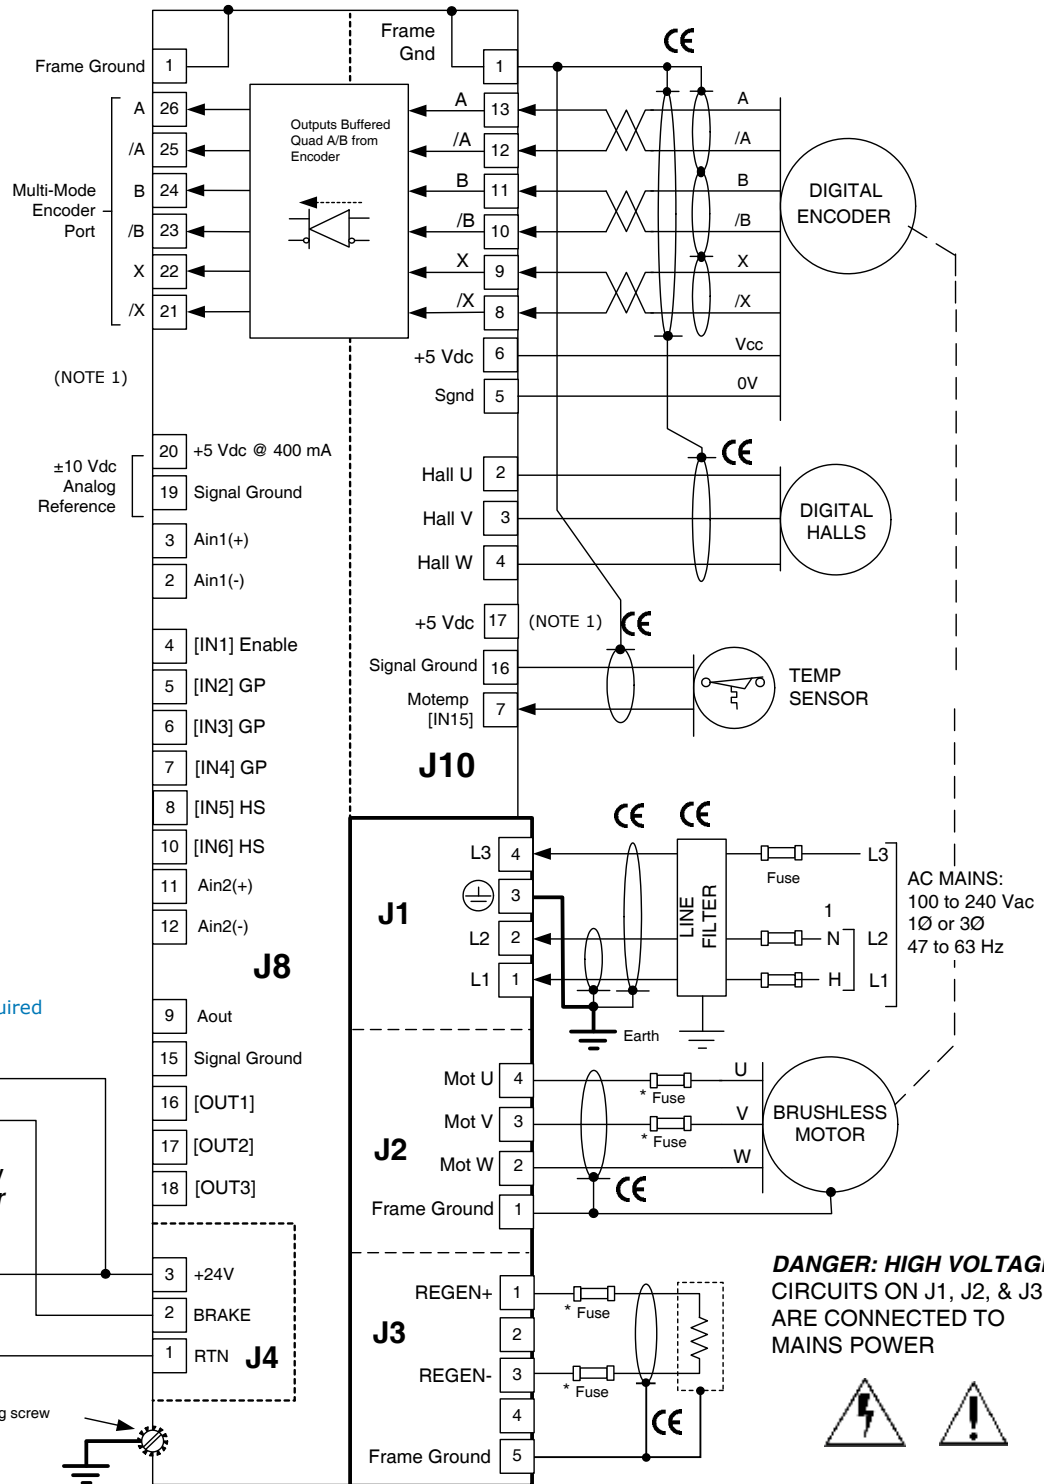 Frame Ground 1
Frame
Gnd
1
CE
A 26
/A 25
B 24
/B 23
X 22
/X 21
Multi-Mode
Encoder
Port
Outputs Buffered
Quad A/B from
Encoder
A 13 A
/A 12 /A
B 11 B
/B 10 /B
X 9 X
/X 8 /X
+5 Vdc 6 Vcc
Sgnd 5 0V
DIGITAL
ENCODER
(NOTE 1)
±10 Vdc
Analog
Reference
20 +5 Vdc @ 400 mA
19 Signal Ground
3 Ain1(+)
2 Ain1(-)
4 [IN1] Enable
5 [IN2] GP
6 [IN3] GP
7 [IN4] GP
8 [IN5] HS
10 [IN6] HS
11 Ain2(+)
12 Ain2(-)
J8
9 Aout
15 Signal Ground
16 [OUT1]
17 [OUT2]
18 [OUT3]
uired
3 +24V
2 BRAKE
1 RTN
J4
g screw
CE
Hall U 2
Hall V 3
Hall W 4
DIGITAL
HALLS
+5 Vdc 17 (NOTE 1)
CE
Signal Ground 16
Motemp
[IN15]
7
TEMP
SENSOR
J10
CE CE
J1
L3 4
3
L2 2
L1 1
LINE
FILTER
Fuse
L3
1
N L2
H L1
AC MAINS:
100 to 240 Vac
1Ø or 3Ø
47 to 63 Hz
Earth
J2
Mot U 4 * Fuse U
Mot V 3 * Fuse V
Mot W 2 W
Frame Ground 1
CE
BRUSHLESS
MOTOR
J3
REGEN+ 1 * Fuse
2
REGEN- 3 * Fuse
4
Frame Ground 5
CE
DANGER: HIGH VOLTAGE
CIRCUITS ON J1, J2, & J3
ARE CONNECTED TO
MAINS POWER